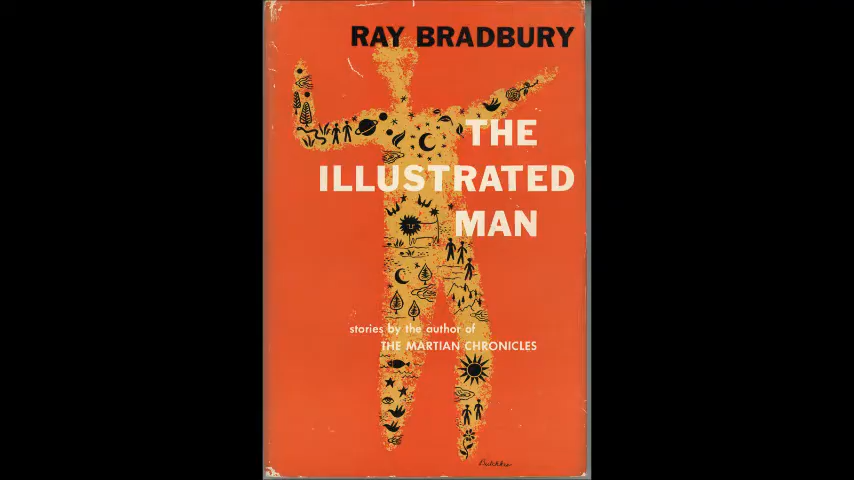 RAY BRADBURY
THE
ILLUSTRATED
MAN
stories by the author of
THE MARTIAN CHRONICLES